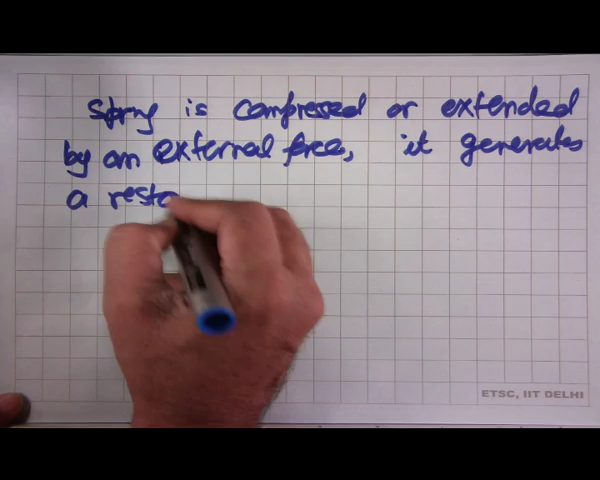 Spring is compressed or extended
by an external force, it generates
a resto
ETSC, IIT DELHI